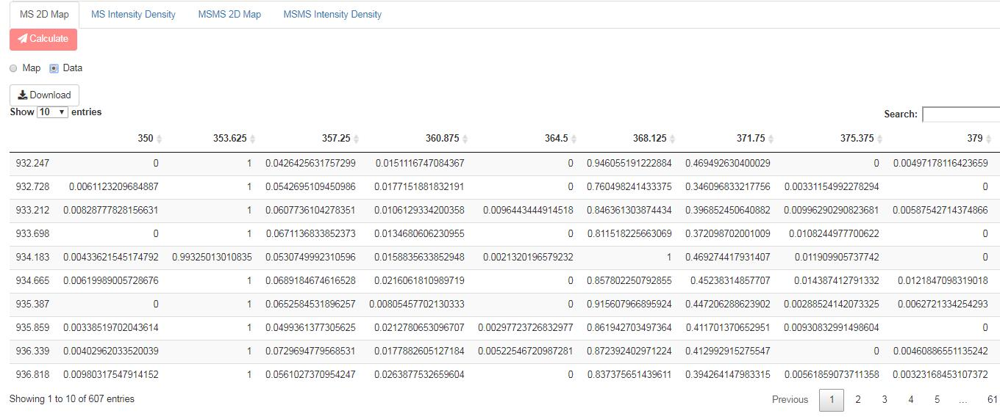 MS 2D Map MS Intensity Density MSMS 2D Map MSMS Intensity Density
Calculate
Map Data
Download
Show 10 entries Search:
350 353.625 357.25 360.875 364.5 368.125 371.75 375.375 379
932.247 0 1 0.0426425631757299 0.0151116747084367 0 0.946055191222884 0.469492630400029 0 0.00497178116423659
932.728 0.0061123209684887 1 0.0542695109450986 0.0177151881832191 0 0.760498241433375 0.346096833217756 0.00331154992278294 0
933.212 0.00828777828156631 1 0.0607736104278351 0.0106129334200358 0.0096443444914518 0.846361303874434 0.396852450640882 0.00996290290823681 0.00587542714374866
933.698 0 1 0.0671136833852373 0.0134680606230955 0 0.811518225663069 0.372098702001009 0.0108244977700622 0
934.183 0.00433621545174792 0.99325013010835 0.0530749992310596 0.0158835633852948 0.0021320196579232 1 0.469274417931407 0.011909905737742 0
934.665 0.00619989005728676 1 0.0689184674616528 0.0216061810989719 0 0.857802250792855 0.45238314857707 0.014387412791332 0.0121847098319018
935.387 0 1 0.0652584531896257 0.00805457702130333 0 0.915607966895924 0.447206288623902 0.00288524142073325 0.0062721334254293
935.859 0.00338519702043614 1 0.0499361377305625 0.0212780653096707 0.00297723726832977 0.861942703497364 0.411701370652951 0.00930832991498604 0
936.339 0.00402962033520039 1 0.0729694779568531 0.0177882605127184 0.00522546720987281 0.872392402971224 0.412992915275547 0 0.00460886551135242
936.818 0.00980317547914152 1 0.0561027370954247 0.0263877532659604 0 0.837375651439611 0.394264147983315 0.00561859073711358 0.00323168453107372
Showing 1 to 10 of 607 entries Previous 1 2 3 4 5 ... 61